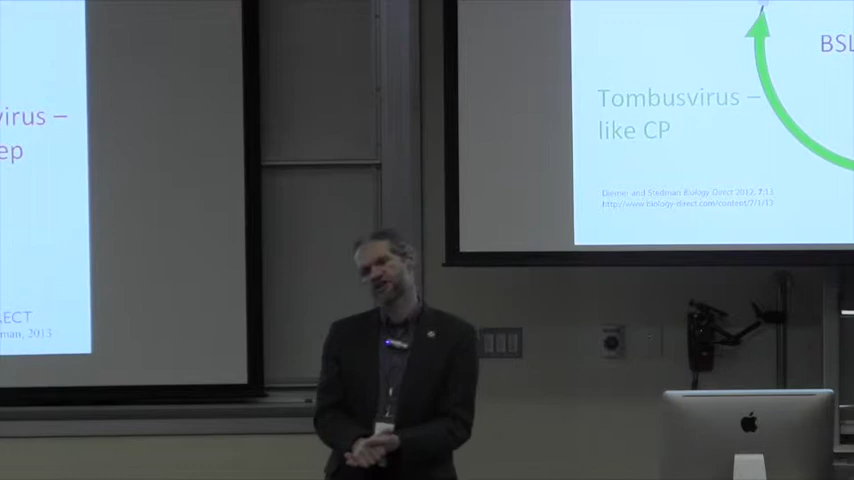 virus –
ep
ECT
man, 2013
BSL
Tombusvirus –
like CP
Diemer and Stedman Biology Direct 2012, 7:13
http://www.biology-direct.com/content/7/1/13